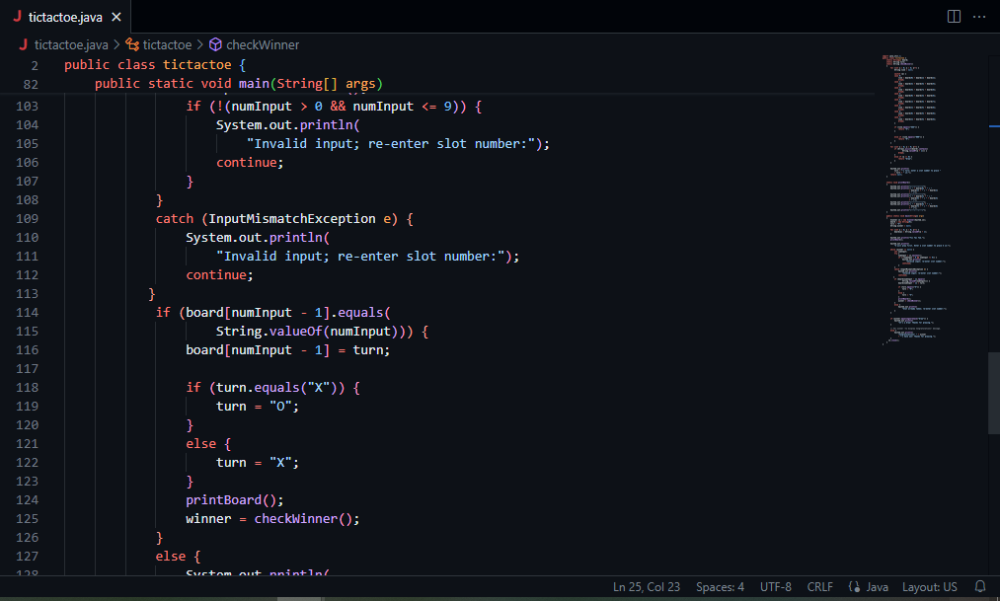 J tictactoe.java ×
J tictactoe.java > tictactoe > checkWinner
2 public class tictactoe {
82 public static void main(String[] args)
103 if (!(numInput > 0 && numInput <= 9)) {
104 System.out.println(
105 "Invalid input; re-enter slot number:");
106 continue;
107 }
108 }
109 catch (InputMismatchException e) {
110 System.out.println(
111 "Invalid input; re-enter slot number:");
112 continue;
113 }
114 if (board[numInput - 1].equals(
115 String.valueOf(numInput))) {
116 board[numInput - 1] = turn;
117
118 if (turn.equals("X")) {
119 turn = "O";
120 }
121 else {
122 turn = "X";
123 }
124 printBoard();
125 winner = checkWinner();
126 }
127 else {
128 System.out.println(
Ln 25, Col 23 Spaces: 4 UTF-8 CRLF {} Java Layout: US